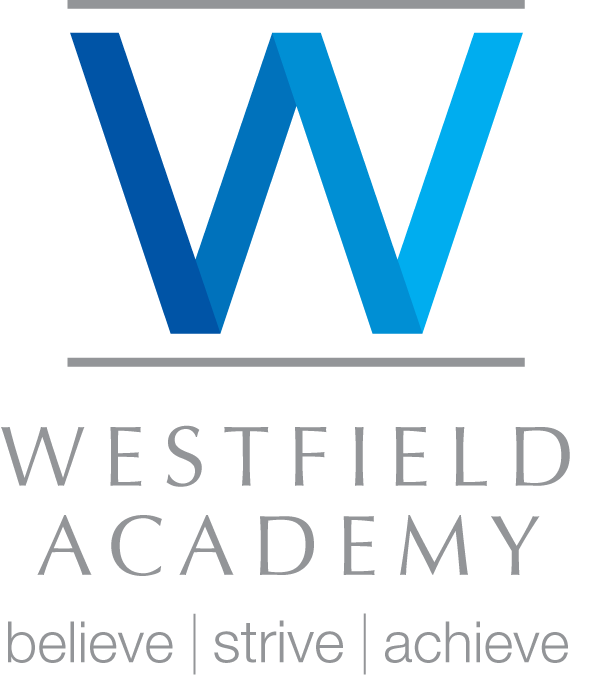 W
WESTFIELD
ACADEMY
believe | strive | achieve